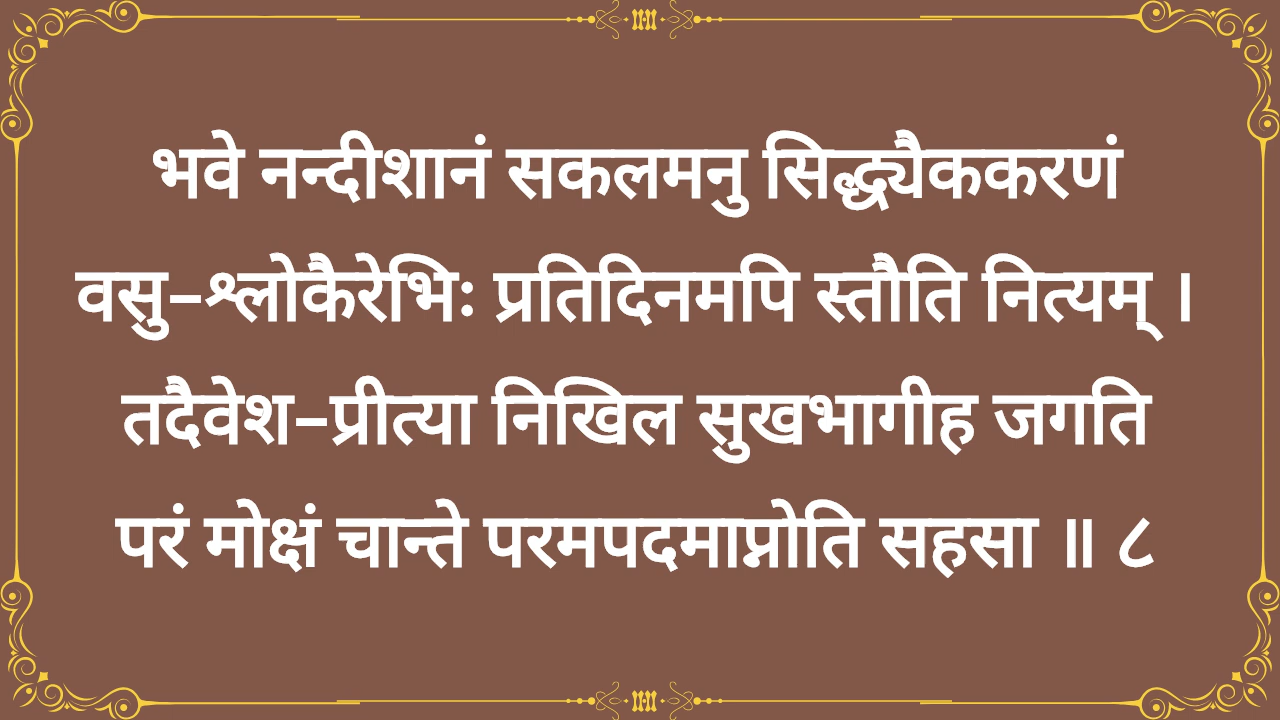 भवे नन्दीशानं सकलमनु सिद्ध्यैककरणं
वसु–श्लोकैरेभिः प्रतिदिनमपि स्तौति नित्यम् ।
तदैवेश–प्रीत्या निखिल सुखभागीह जगति
परं मोक्षं चान्ते परमपदमाप्नोति सहसा ॥ ८